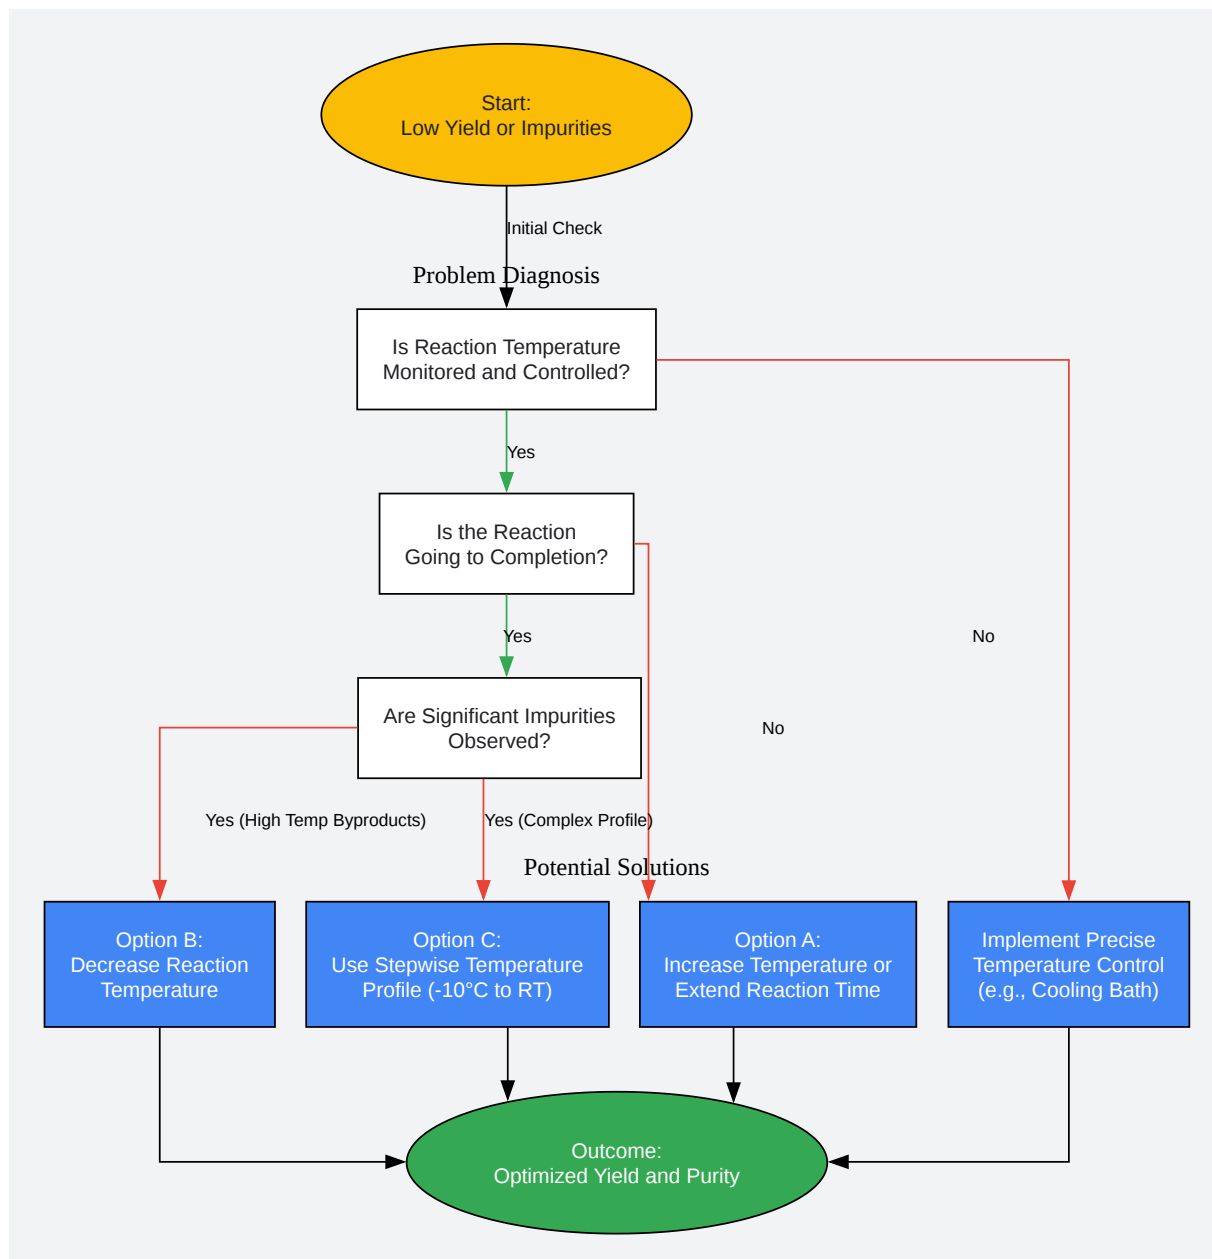 Start:
Low Yield or Impurities
Initial Check
Problem Diagnosis
Is Reaction Temperature
Monitored and Controlled?
Yes
Is the Reaction
Going to Completion?
Yes
No
Are Significant Impurities
Observed?
No
Yes (High Temp Byproducts)
Yes (Complex Profile)
Potential Solutions
Option B:
Decrease Reaction
Temperature
Option C:
Use Stepwise Temperature
Profile (-10°C to RT)
Option A:
Increase Temperature or
Extend Reaction Time
Implement Precise
Temperature Control
(e.g., Cooling Bath)
Outcome:
Optimized Yield and Purity